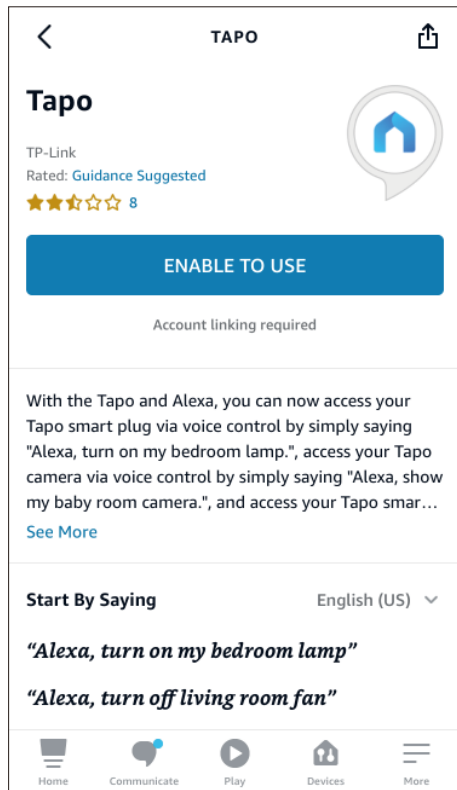 TAPO
Tapo
TP-Link
Rated: Guidance Suggested
8
ENABLE TO USE
Account linking required
With the Tapo and Alexa, you can now access your
Tapo smart plug via voice control by simply saying
"Alexa, turn on my bedroom lamp.", access your Tapo
camera via voice control by simply saying "Alexa, show
my baby room camera.", and access your Tapo smar...
See More
Start By Saying English (US)
“Alexa, turn on my bedroom lamp”
“Alexa, turn off living room fan”
Home Communicate Play Devices More